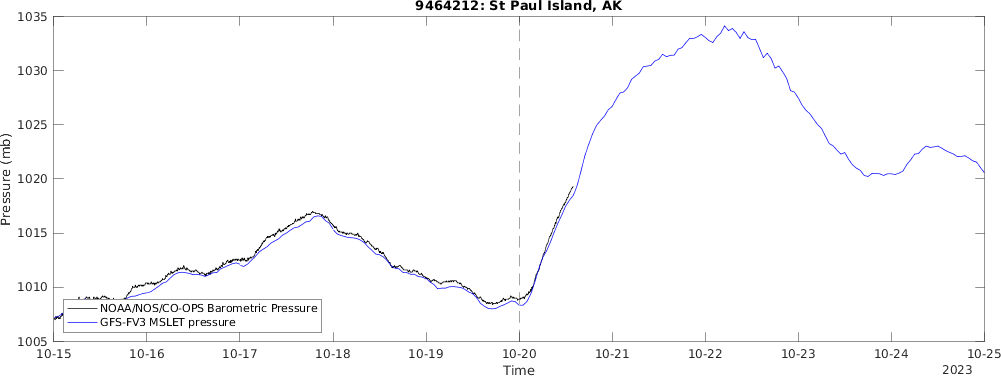 9464212: St Paul Island, AK
Pressure (mb)
1035
1030
1025
1020
1015
1010
1005
NOAA/NOS/CO-OPS Barometric Pressure
GFS-FV3 MSLET pressure
10-15 10-16 10-17 10-18 10-19 10-20 10-21 10-22 10-23 10-24 10-25
Time
2023